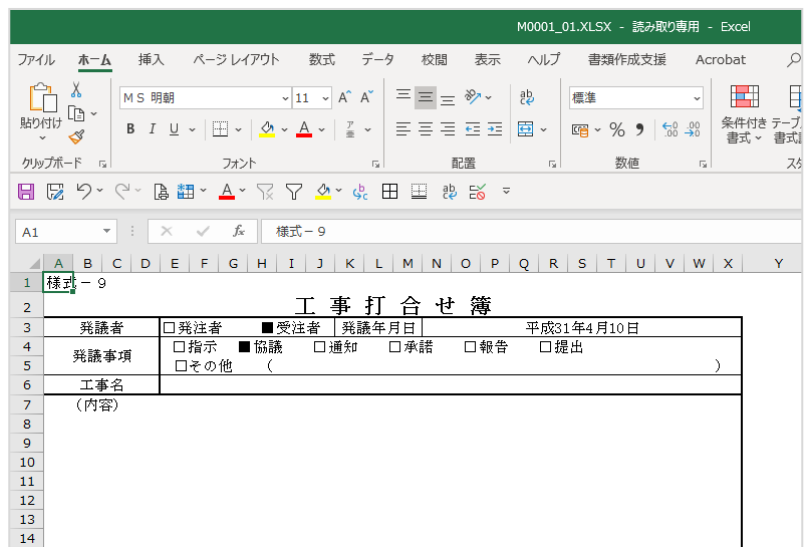 M0001_01.XLSX - 読み取り専用 - Excel
ファイル ホーム 挿入 ページ レイアウト 数式 データ 校閲 表示 ヘルプ 書類作成支援 Acrobat
貼り付け
ＭＳ 明朝 11 A A
標準
B I U A ア 亜
ab
% 9 .00
条件付き 書式
クリップボード フォント 配置 数値
A1 fx 様式－9
A B C D E F G H I J K L M N O P Q R S T U V W X Y
1 様式－9
2 工事打合せ簿
3 発議者 □発注者 ■受注者 発議年月日 平成31年4月10日
4 発議事項 □指示 ■協議 □通知 □承諾 □報告 □提出
5 □その他 ( )
6 工事名
7 (内容)
8
9
10
11
12
13
14